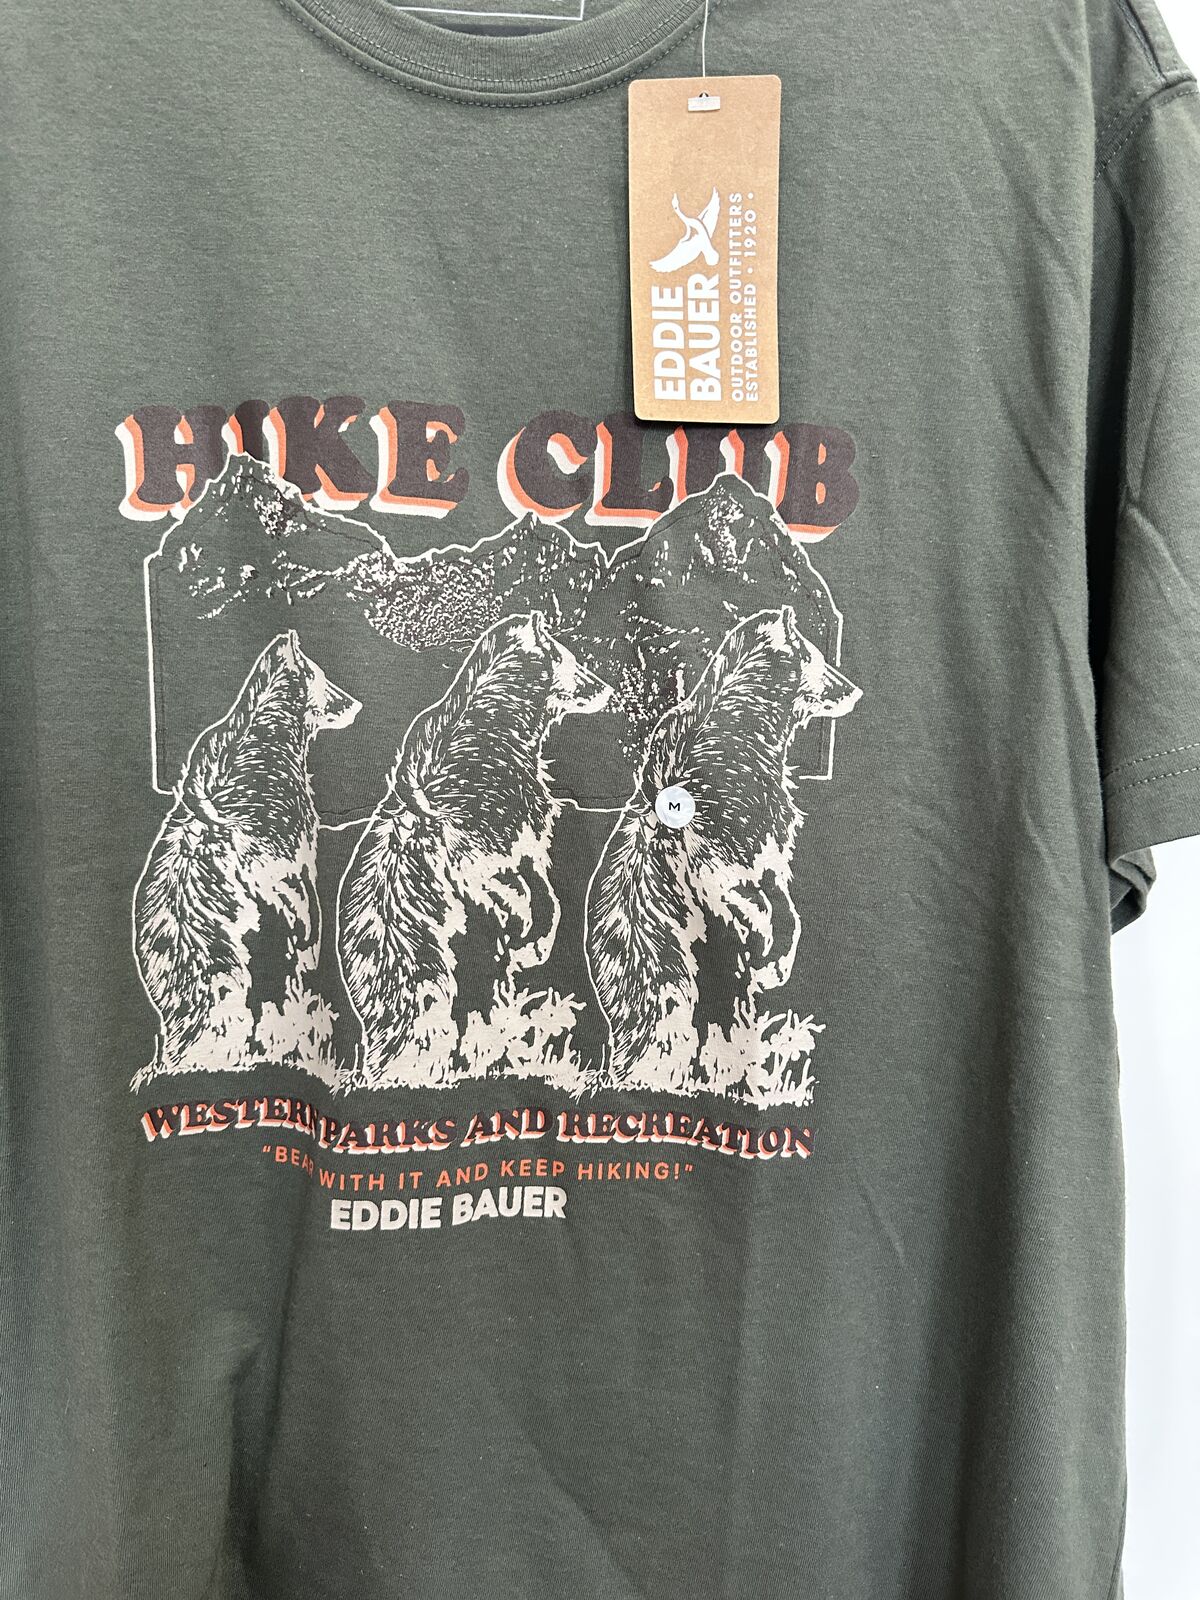 EDDIE
BAUER
OUTDOOR OUTFITTERS
ESTABLISHED • 1920 •
HIKE CLUB
M
WESTERN PARKS AND RECREATION
"BEAR WITH IT AND KEEP HIKING!"
EDDIE BAUER